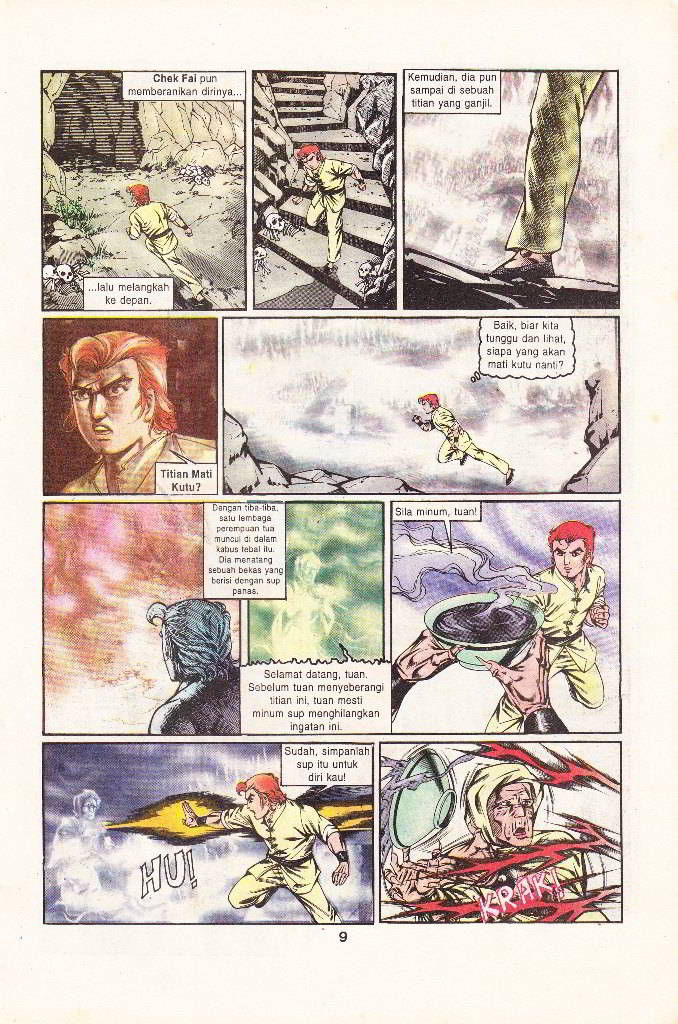 Chek Fai pun
memberanikan dirinya...
...lalu melangkah
ke depan.
Kemudian, dia pun
sampai di sebuah
titian yang ganjil.
Titian Mati
Kutu?
Baik, biar kita
tunggu dan lihat,
siapa yang akan
mati kutu nanti?
Dengan tiba-tiba,
satu lembaga
perempuan tua
muncul di dalam
kabus tebal itu.
Dia menatang
sebuah bekas yang
berisi dengan sup
panas.
Selamat datang, tuan.
Sebelum tuan menyeberangi
titian ini, tuan mesti
minum sup menghilangkan
ingatan ini.
Sila minum, tuan!
Sudah, simpanlah
sup itu untuk
diri kau!
HU!
KRAK!
9